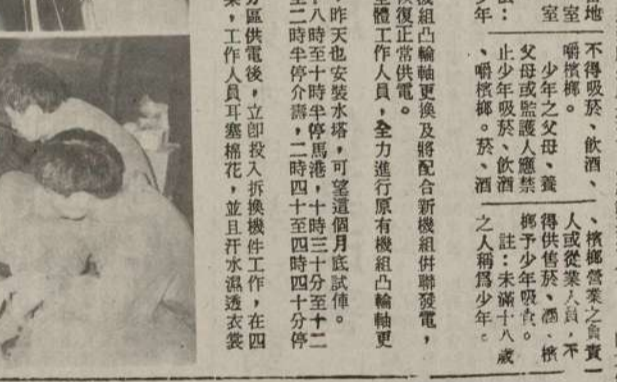 地
室
室
：
少年
不得吸菸、飲酒、
嚼檳榔。
少年之父母、養
父母或監護人應禁
止少年吸菸、飲酒
、嚼檳榔。菸、酒
、檳榔營業之負責
人或從業人員，不
得供售菸、酒、檳
榔予少年吸食。
註：未滿十八歲
之人稱爲少年。
機組凸輪軸更換及將配合新機組併聯發電，
恢復正常供電。
體工作人員，全力進行原有機組凸輪軸更
昨天也安裝水塔，可望這個月底試俥。
八時至十時半停馬港，十時三十分至十二
至二時半停介壽，二時四十至四時四十分停
分區供電後，立卽投入拆換機件工作，在四
，工作人員耳塞棉花，並且汗水濕透衣裳